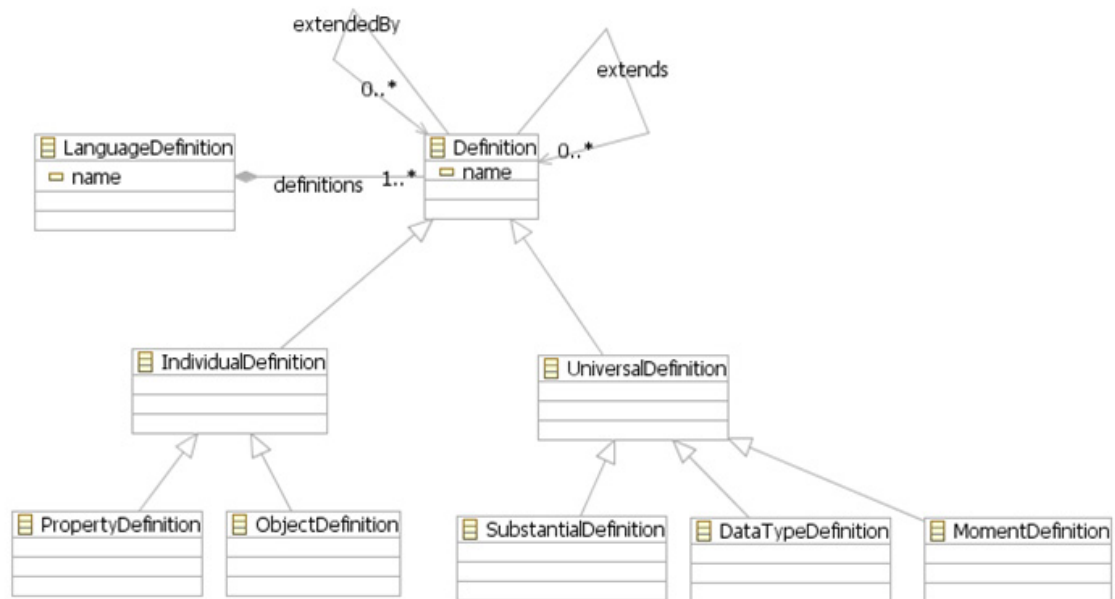 extendedBy
extends
0..*
LanguageDefinition
name
definitions
1..*
Definition
name
0..*
IndividualDefinition
UniversalDefinition
PropertyDefinition
ObjectDefinition
SubstantialDefinition
DataTypeDefinition
MomentDefinition